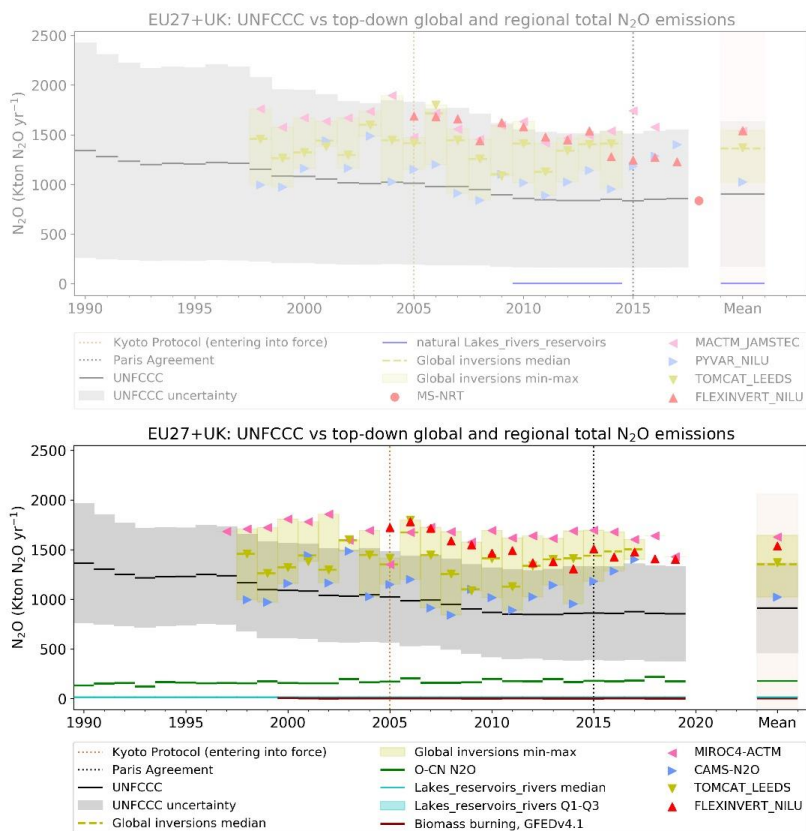 EU27+UK: UNFCCC vs top-down global and regional total N₂O emissions
N₂O (Kton N₂O yr⁻¹)
2500
2000
1500
1000
500
0
1990 1995 2000 2005 2010 2015 Mean
Kyoto Protocol (entering into force) natural Lakes_rivers_reservoirs MACTM_JAMSTEC
Paris Agreement Global inversions median PYVAR_NILU
UNFCCC Global inversions min-max TOMCAT_LEEDS
UNFCCC uncertainty MS-NRT FLEXINVERT_NILU
EU27+UK: UNFCCC vs top-down global and regional total N₂O emissions
N₂O (Kton N₂O yr⁻¹)
2500
2000
1500
1000
500
0
1990 1995 2000 2005 2010 2015 2020 Mean
Kyoto Protocol (entering into force) Global inversions min-max MIROC4-ACTM
Paris Agreement O-CN N2O CAMS-N2O
UNFCCC Lakes_reservoirs_rivers median TOMCAT_LEEDS
UNFCCC uncertainty Lakes_reservoirs_rivers Q1-Q3 FLEXINVERT_NILU
Global inversions median Biomass burning, GFEDv4.1